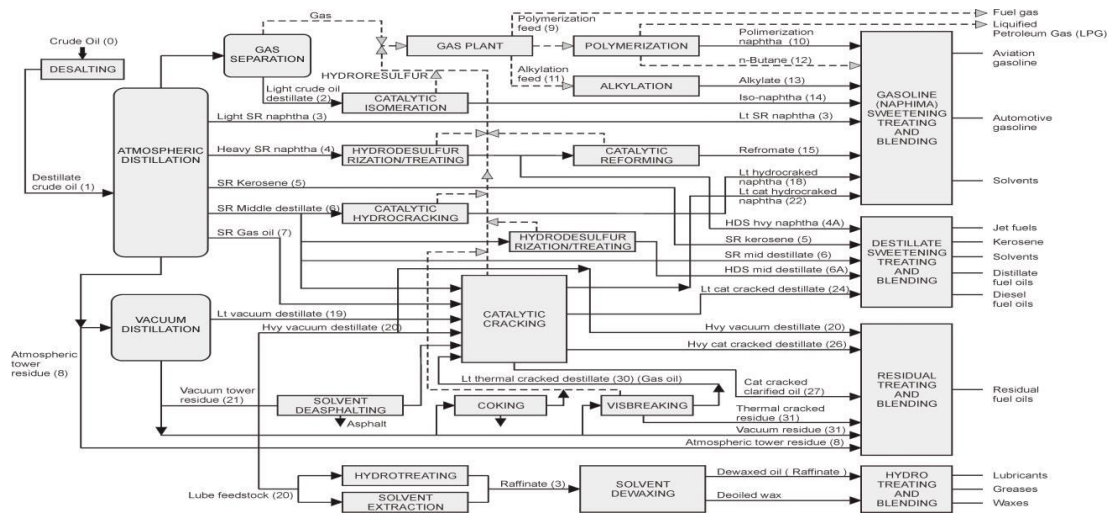 Gas
Fuel gas
Liquified
Petroleum Gas (LPG)
Polymerization
feed (9)
Crude Oil (0)
DESALTING
GAS
SEPARATION
GAS PLANT
POLYMERIZATION
Polimerization
naphtha (10)
n-Butane (12)
Aviation
gasoline
HYDRORESULFUR
Alkylation
feed (11)
ALKYLATION
Alkylate (13)
Light crude oil
destillate (2)
CATALYTIC
ISOMERATION
Iso-naphtha (14)
GASOLINE
(NAPHIMA)
SWEETENING
TREATING
AND
BLENDING
Light SR naphtha (3)
Lt SR naphtha (3)
Automotive
gasoline
ATMOSPHERIC
DISTILLATION
Heavy SR naphtha (4)
HYDRODESULFUR
RIZATION/TREATING
CATALYTIC
REFORMING
Refromate (15)
Destillate
crude oil (1)
SR Kerosene (5)
Lt hydrocraked
naphtha (18)
Lt cat hydrocraked
naphtha (22)
Solvents
SR Middle destillate (6)
CATALYTIC
HYDROCRACKING
SR Gas oil (7)
HYDRODESULFUR
RIZATION/TREATING
HDS hvy naphtha (4A)
SR kerosene (5)
SR mid destillate (6)
HDS mid destillate (6A)
Lt cat cracked destillate (24)
DESTILLATE
SWEETENING
TREATING
AND
BLENDING
Jet fuels
Kerosene
Solvents
Distillate
fuel oils
Diesel
fuel oils
VACUUM
DISTILLATION
Lt vacuum destillate (19)
Hvy vacuum destillate (20)
CATALYTIC
CRACKING
Hvy vacuum destillate (20)
Hvy cat cracked destillate (26)
Atmospheric
tower
residue (8)
Vacuum tower
residue (21)
SOLVENT
DEASPHALTING
Asphalt
Lt thermal cracked destillate (30) (Gas oil)
COKING
VISBREAKING
Cat cracked
clarified oil (27)
Thermal cracked
residue (31)
Vacuum residue (31)
Atmospheric tower residue (8)
RESIDUAL
TREATING
AND
BLENDING
Residual
fuel oils
Lube feedstock (20)
HYDROTREATING
SOLVENT
EXTRACTION
Raffinate (3)
SOLVENT
DEWAXING
Dewaxed oil ( Raffinate )
Deoiled wax
HYDRO
TREATING
AND
BLENDING
Lubricants
Greases
Waxes